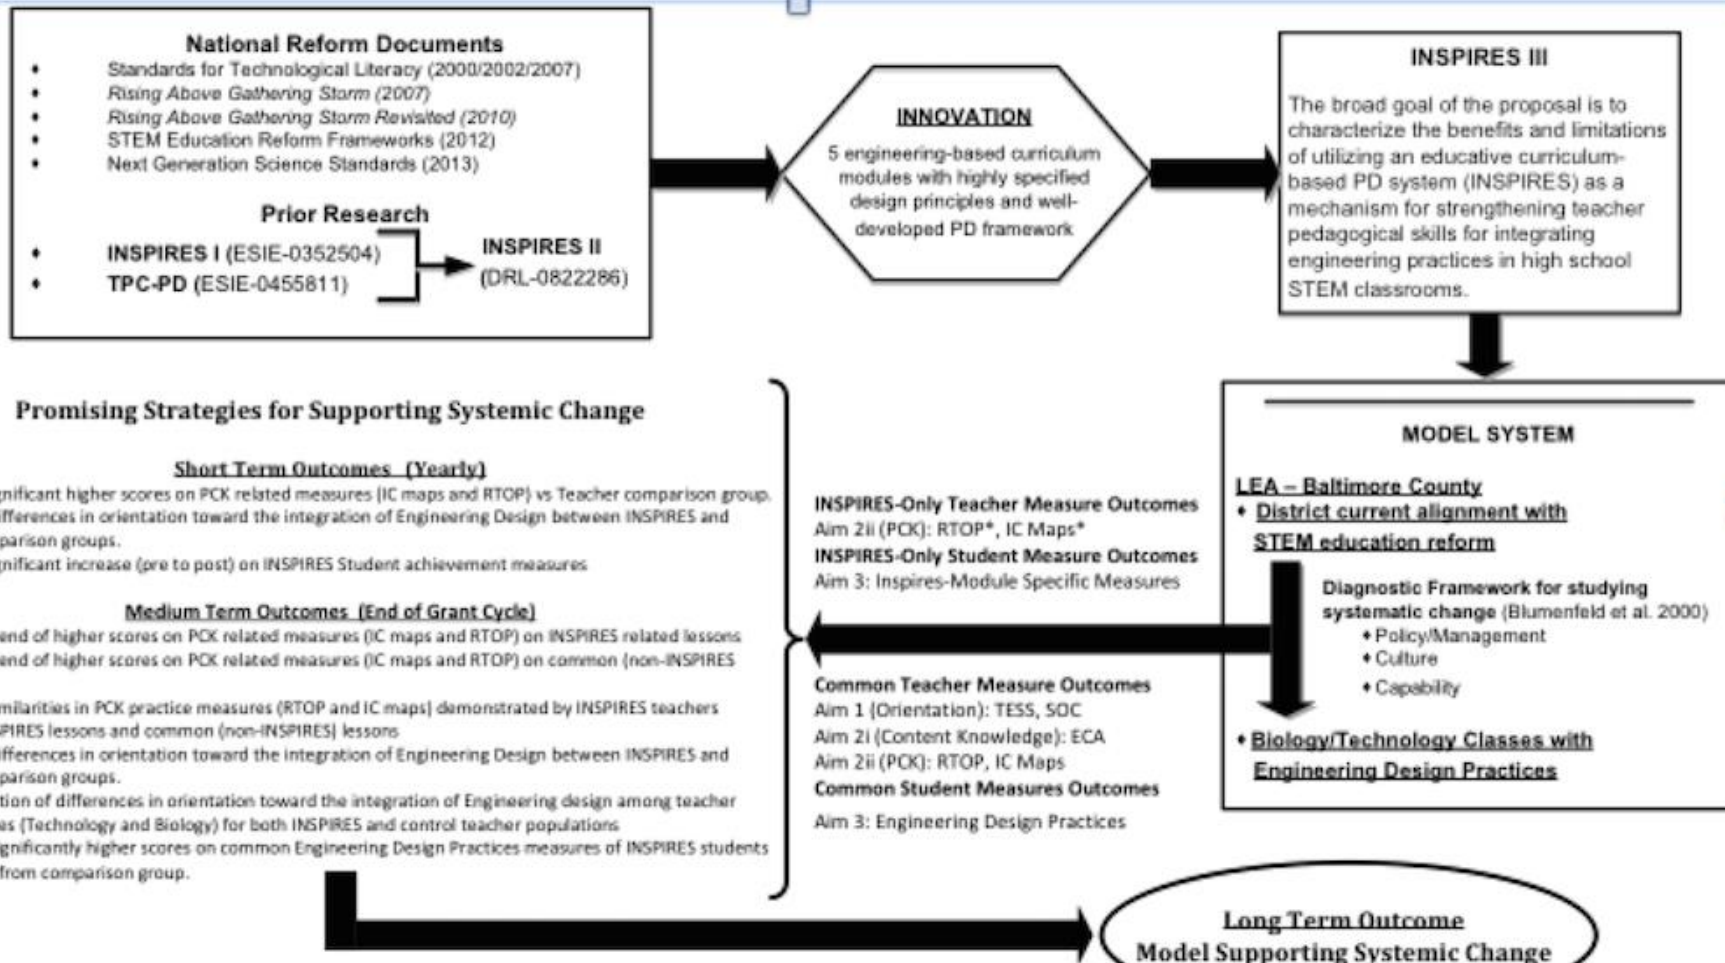 National Reform Documents
♦ Standards for Technological Literacy (2000/2002/2007)
♦ Rising Above Gathering Storm (2007)
♦ Rising Above Gathering Storm Revisited (2010)
♦ STEM Education Reform Frameworks (2012)
♦ Next Generation Science Standards (2013)
Prior Research
♦ INSPIRES I (ESIE-0352504)
♦ TPC-PD (ESIE-0455811)
INSPIRES II
(DRL-0822286)
INNOVATION
5 engineering-based curriculum
modules with highly specified
design principles and well-
developed PD framework
INSPIRES III
The broad goal of the proposal is to
characterize the benefits and limitations
of utilizing an educative curriculum-
based PD system (INSPIRES) as a
mechanism for strengthening teacher
pedagogical skills for integrating
engineering practices in high school
STEM classrooms.
MODEL SYSTEM
LEA – Baltimore County
♦ District current alignment with
STEM education reform
Diagnostic Framework for studying
systematic change (Blumenfeld et al. 2000)
♦ Policy/Management
♦ Culture
♦ Capability
♦ Biology/Technology Classes with
Engineering Design Practices
INSPIRES-Only Teacher Measure Outcomes
Aim 2ii (PCK): RTOP*, IC Maps*
INSPIRES-Only Student Measure Outcomes
Aim 3: Inspires-Module Specific Measures
Common Teacher Measure Outcomes
Aim 1 (Orientation): TESS, SOC
Aim 2i (Content Knowledge): ECA
Aim 2ii (PCK): RTOP, IC Maps
Common Student Measures Outcomes
Aim 3: Engineering Design Practices
Promising Strategies for Supporting Systemic Change
Short Term Outcomes (Yearly)
gnificant higher scores on PCK related measures (IC maps and RTOP) vs Teacher comparison group.
ifferences in orientation toward the integration of Engineering Design between INSPIRES and
parison groups.
gnificant increase (pre to post) on INSPIRES Student achievement measures
Medium Term Outcomes (End of Grant Cycle)
end of higher scores on PCK related measures (IC maps and RTOP) on INSPIRES related lessons
end of higher scores on PCK related measures (IC maps and RTOP) on common (non-INSPIRES
milarities in PCK practice measures (RTOP and IC maps) demonstrated by INSPIRES teachers
SPIRES lessons and common (non-INSPIRES) lessons
ifferences in orientation toward the integration of Engineering Design between INSPIRES and
parison groups.
tion of differences in orientation toward the integration of Engineering design among teacher
es (Technology and Biology) for both INSPIRES and control teacher populations
gnificantly higher scores on common Engineering Design Practices measures of INSPIRES students
from comparison group.
Long Term Outcome
Model Supporting Systemic Change